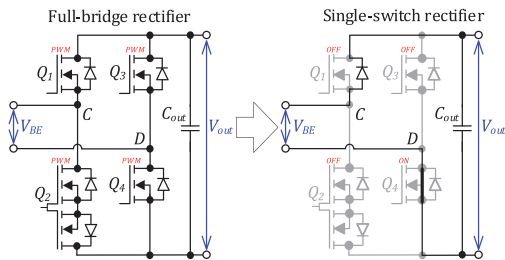 Full-bridge rectifier
Single-switch rectifier
PWM PWM
Q1 Q3
C Cout
VBE Vout
D
PWM PWM
Q2 Q4
OFF OFF
Q1 Q3
C Cout
VBE Vout
D
OFF ON
Q2 Q4